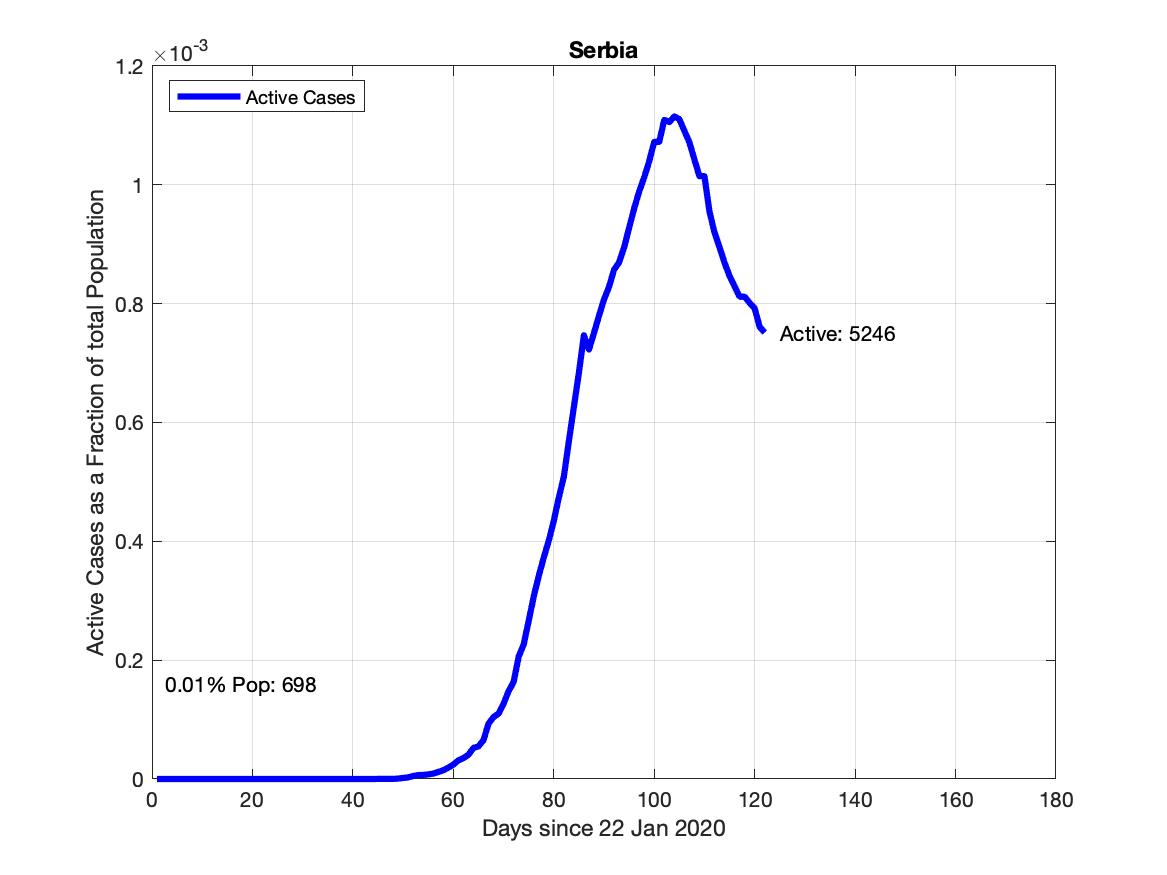 Serbia
×10-3
1.2
1
0.8
0.6
0.4
0.2
0
Active Cases
Active Cases as a Fraction of total Population
Active: 5246
0.01% Pop: 698
0 20 40 60 80 100 120 140 160 180
Days since 22 Jan 2020